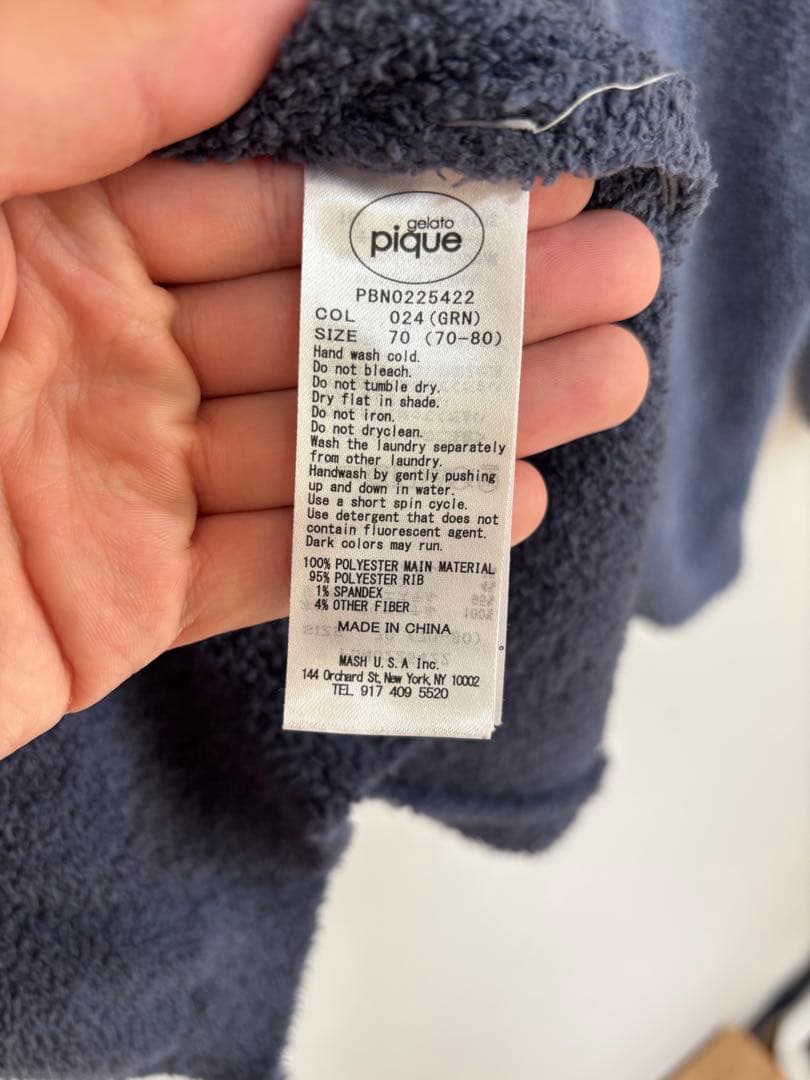 gelato
pique
PBN0225422
COL 024 (GRN)
SIZE 70 (70-80)
Hand wash cold.
Do not bleach.
Do not tumble dry.
Dry flat in shade.
Do not iron.
Do not dryclean.
Wash the laundry separately
from other laundry.
Handwash by gently pushing
up and down in water.
Use a short spin cycle.
Use detergent that does not
contain fluorescent agent.
Dark colors may run.
100% POLYESTER MAIN MATERIAL
95% POLYESTER RIB
1% SPANDEX
4% OTHER FIBER
MADE IN CHINA
MASH U.S.A Inc.
144 Orchard St, New York, NY 10002
TEL 917 409 5520